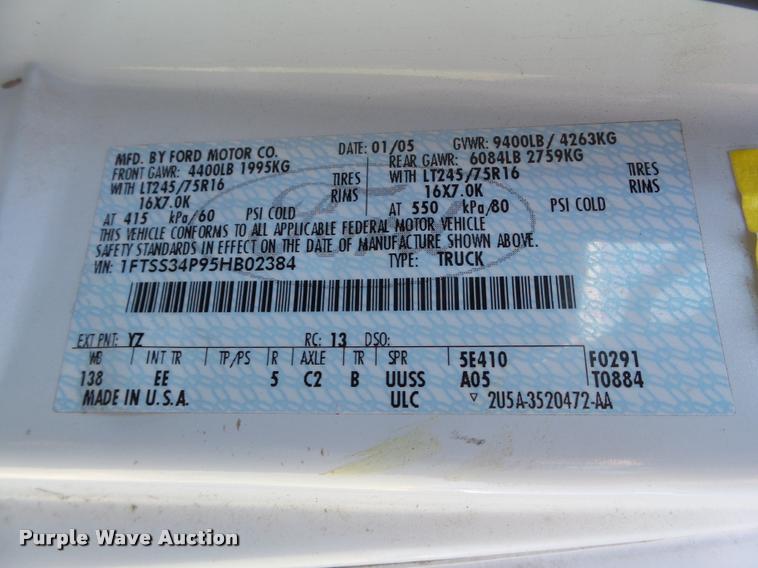 MFD. BY FORD MOTOR CO. DATE: 01/05 GVWR: 9400LB/ 4263KG
FRONT GAWR: 4400LB 1995KG REAR GAWR: 6084LB 2759KG
WITH LT245/75R16 TIRES WITH LT245/75R16 TIRES
16X7.0K RIMS 16X7.0K RIMS
AT 415 kPa/60 PSI COLD AT 550 kPa/80 PSI COLD
THIS VEHICLE CONFORMS TO ALL APPLICABLE FEDERAL MOTOR VEHICLE
SAFETY STANDARDS IN EFFECT ON THE DATE OF MANUFACTURE SHOWN ABOVE.
VIN: 1FTSS34P95HB02384 TYPE: TRUCK
EXT PNT: YZ RC: 13 DSO:
WB INT TR TP/PS R AXLE TR SPR 5E410 F0291
138 EE 5 C2 B UUSS A05 T0884
MADE IN U.S.A. ULC ▽ 2U5A-3520472-AA
Purple Wave Auction